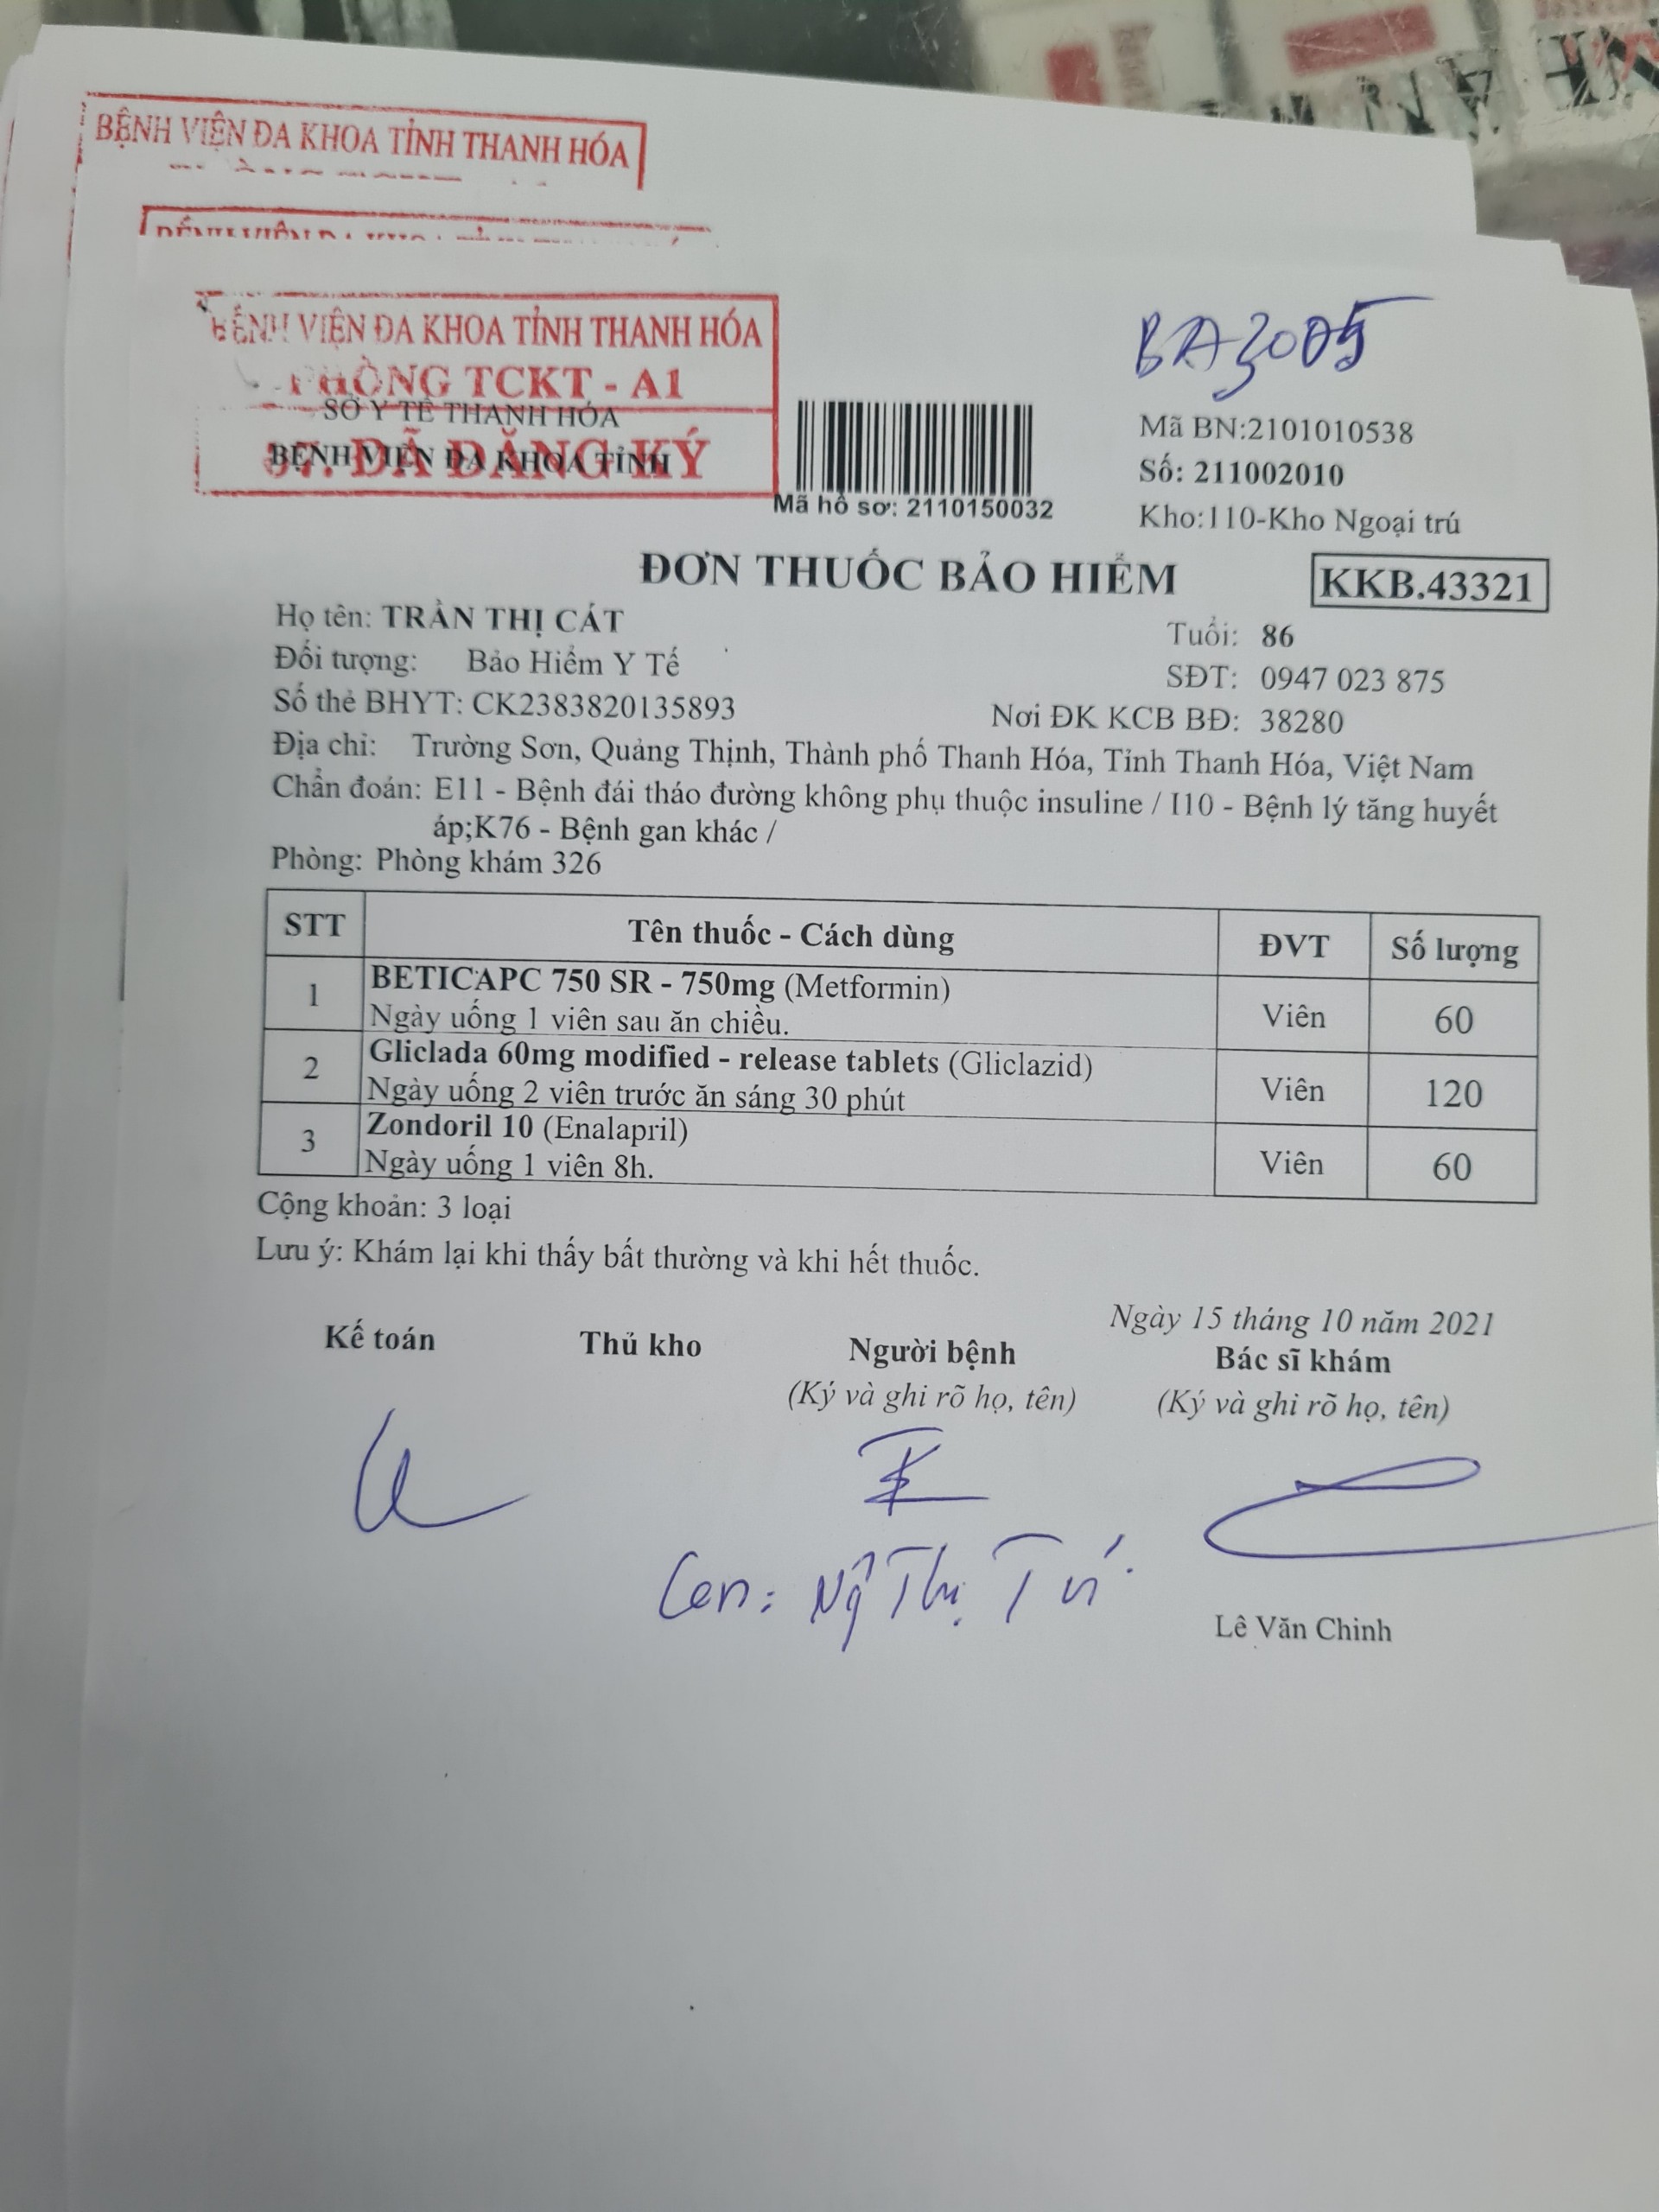 BỆNH VIỆN ĐA KHOA TỈNH THANH HÓA
BỆNH VIỆN ĐA KHOA TỈNH THANH HÓA
PHÒNG TCKT - A1
SỞ Y TẾ THANH HÓA
BỆNH VIỆN ĐA KHOA TỈNH
ĐÃ ĐĂNG KÝ
Mã hồ sơ: 2110150032
BA3005
Mã BN:2101010538
Số: 211002010
Kho:110-Kho Ngoại trú
ĐƠN THUỐC BẢO HIỂM
KKB.43321
Họ tên: TRẦN THỊ CÁT
Tuổi: 86
Đối tượng: Bảo Hiểm Y Tế
SĐT: 0947 023 875
Số thẻ BHYT: CK2383820135893
Nơi ĐK KCB BĐ: 38280
Địa chỉ: Trường Sơn, Quảng Thịnh, Thành phố Thanh Hóa, Tỉnh Thanh Hóa, Việt Nam
Chẩn đoán: E11 - Bệnh đái tháo đường không phụ thuộc insuline / I10 - Bệnh lý tăng huyết
áp;K76 - Bệnh gan khác /
Phòng: Phòng khám 326
STT Tên thuốc - Cách dùng ĐVT Số lượng
1 BETICAPC 750 SR - 750mg (Metformin) Viên 60
Ngày uống 1 viên sau ăn chiều.
2 Gliclada 60mg modified - release tablets (Gliclazid) Viên 120
Ngày uống 2 viên trước ăn sáng 30 phút
3 Zondoril 10 (Enalapril) Viên 60
Ngày uống 1 viên 8h.
Cộng khoản: 3 loại
Lưu ý: Khám lại khi thấy bất thường và khi hết thuốc.
Ngày 15 tháng 10 năm 2021
Kế toán Thủ kho Người bệnh Bác sĩ khám
(Ký và ghi rõ họ, tên) (Ký và ghi rõ họ, tên)
Con: Thị
Lê Văn Chinh